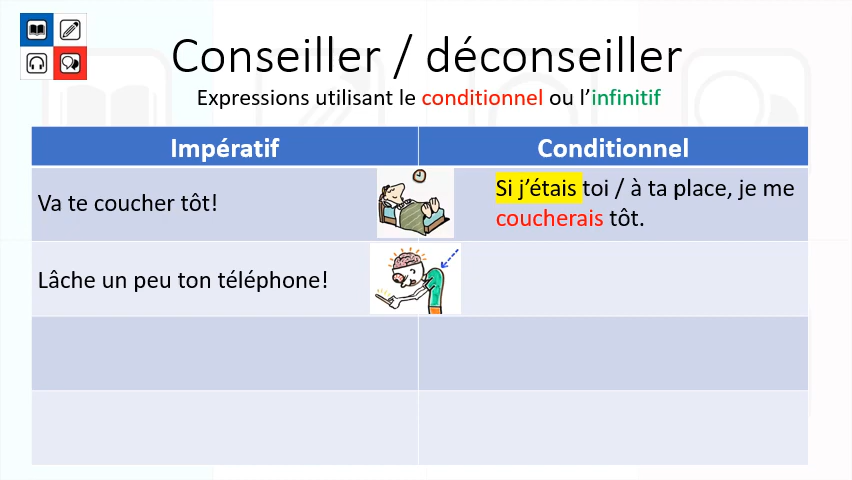 Conseiller / déconseiller
Expressions utilisant le conditionnel ou l’infinitif
Impératif
Conditionnel
Va te coucher tôt!
Si j’étais toi / à ta place, je me
coucherais tôt.
Lâche un peu ton téléphone!